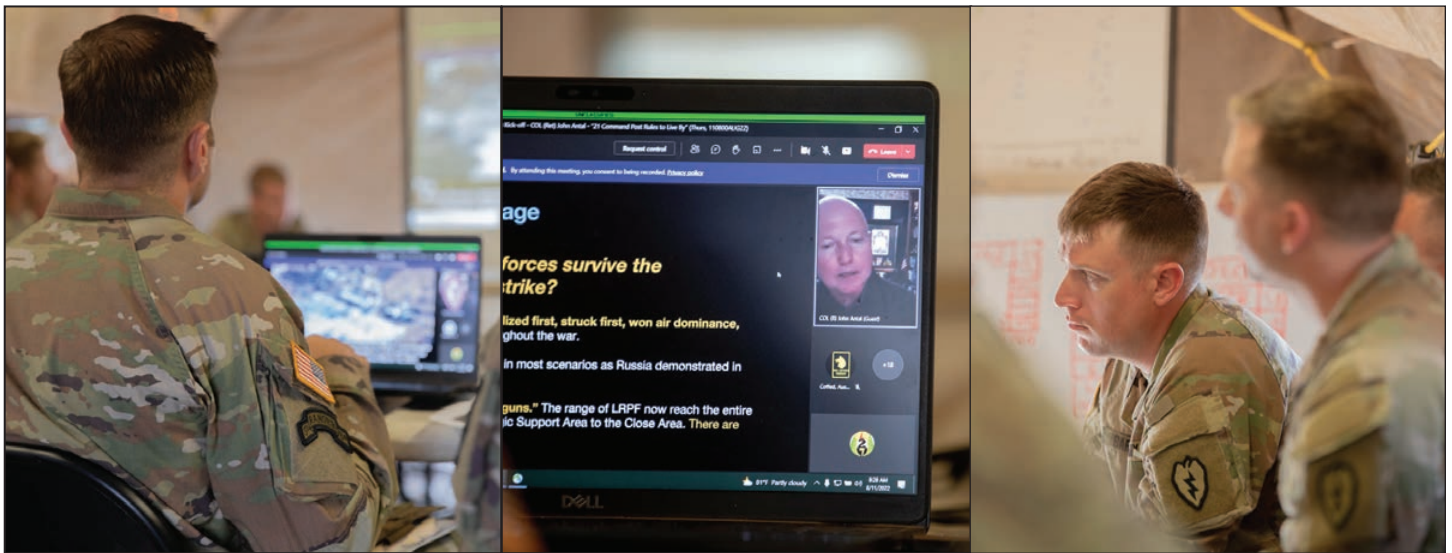 UNCLASSIFIED
Kick-off - COL (Ret) John Antal - "21 Command Post Rules to Live By" (Thurs, 110800AUG22)
Request control
Leave
By attending this meeting, you consent to being recorded. Privacy policy
Dismiss
age
forces survive the
strike?
lized first, struck first, won air dominance,
ghout the war.
in most scenarios as Russia demonstrated in
guns." The range of LRPF now reach the entire
gic Support Area to the Close Area. There are
COL (R) John Antal (Guest)
+18
81°F Partly cloudy
8:28 AM
8/11/2022
DELL